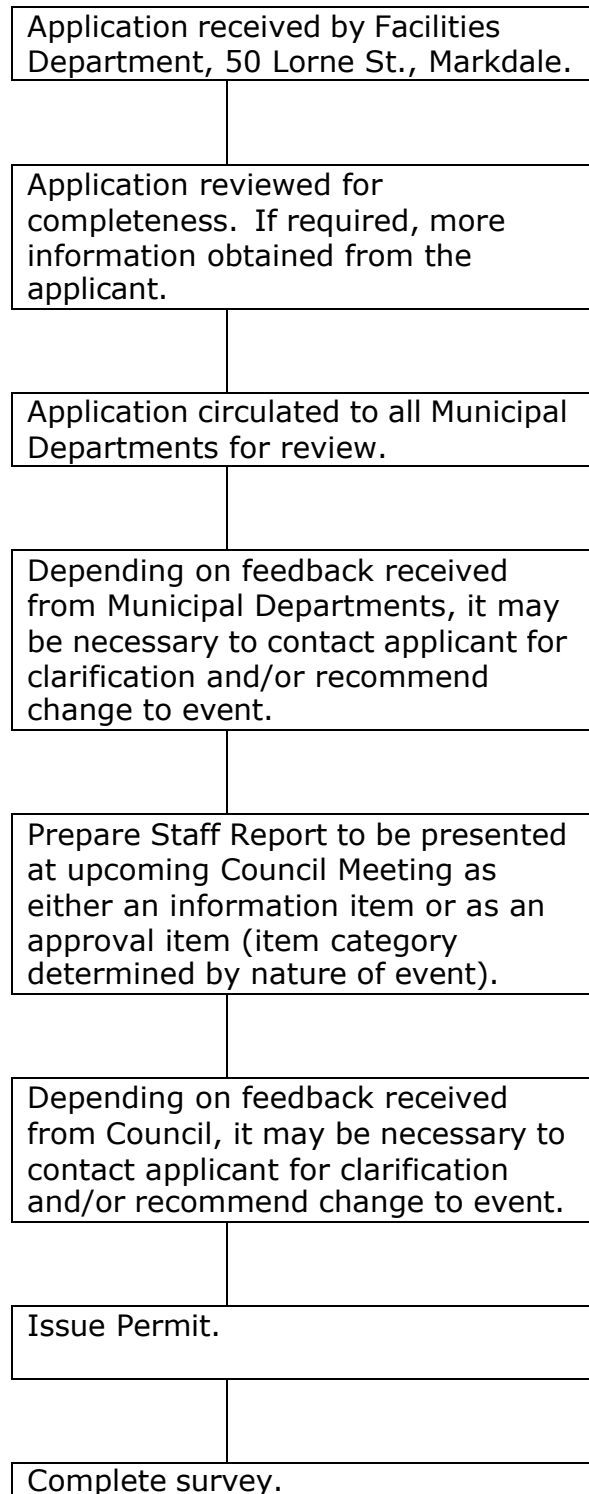 Application received by Facilities
Department, 50 Lorne St., Markdale.
Application reviewed for
completeness. If required, more
information obtained from the
applicant.
Application circulated to all Municipal
Departments for review.
Depending on feedback received
from Municipal Departments, it may
be necessary to contact applicant for
clarification and/or recommend
change to event.
Prepare Staff Report to be presented
at upcoming Council Meeting as
either an information item or as an
approval item (item category
determined by nature of event).
Depending on feedback received
from Council, it may be necessary to
contact applicant for clarification
and/or recommend change to event.
Issue Permit.
Complete survey.